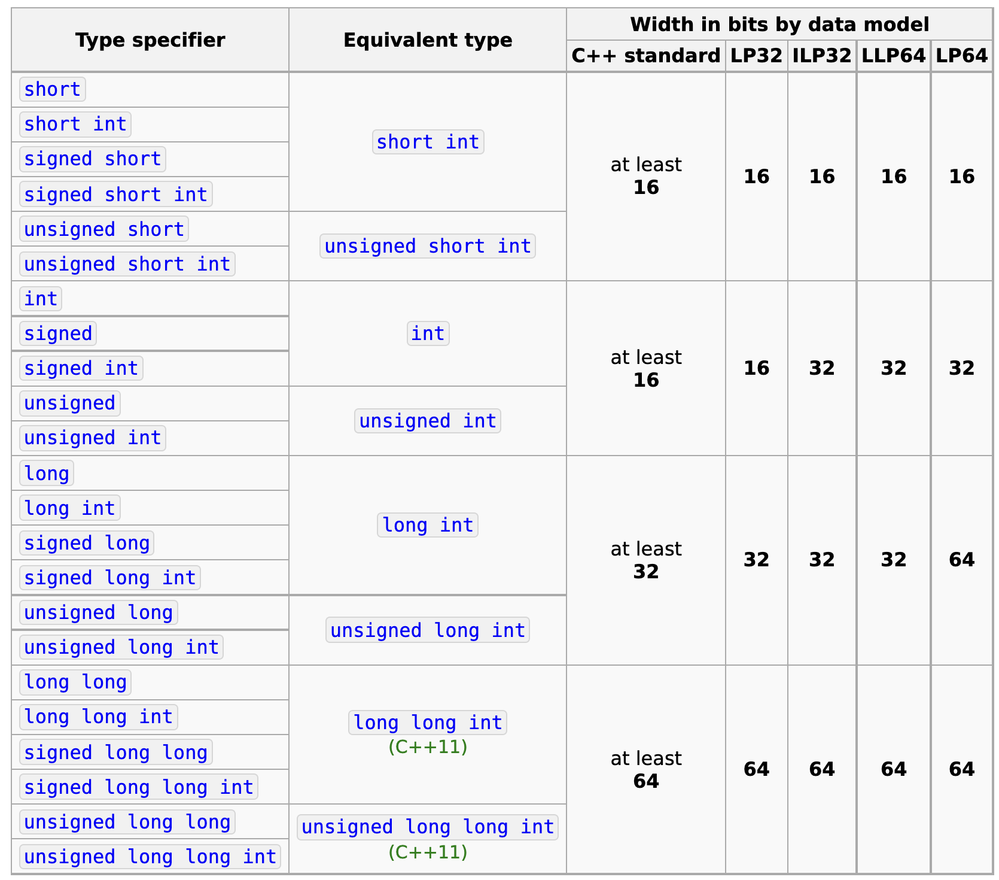 Type specifier Equivalent type Width in bits by data model
C++ standard LP32 ILP32 LLP64 LP64
short
short int
signed short
signed short int
short int
unsigned short
unsigned short int
unsigned short int
at least
16
16 16 16 16
int
signed
signed int
int
unsigned
unsigned int
unsigned int
at least
16
16 32 32 32
long
long int
signed long
signed long int
long int
unsigned long
unsigned long int
unsigned long int
at least
32
32 32 32 64
long long
long long int
signed long long
signed long long int
long long int
(C++11)
unsigned long long
unsigned long long int
unsigned long long int
(C++11)
at least
64
64 64 64 64